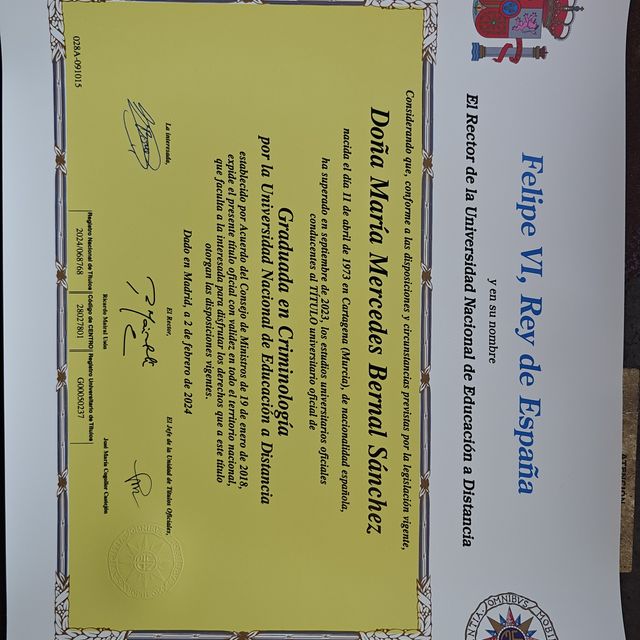 Felipe VI, Rey de España
y en su nombre
El Rector de la Universidad Nacional de Educación a Distancia
Considerando que, conforme a las disposiciones y circunstancias previstas por la legislación vigente,
Doña María Mercedes Bernal Sánchez
nacida el día 11 de abril de 1973 en Cartagena (Murcia), de nacionalidad española,
ha superado en septiembre de 2023, los estudios universitarios oficiales
conducentes al TÍTULO universitario oficial de
Graduada en Criminología
por la Universidad Nacional de Educación a Distancia
establecido por Acuerdo del Consejo de Ministros de 19 de enero de 2018,
expide el presente título oficial con validez en todo el territorio nacional,
que faculta a la interesada para disfrutar los derechos que a este título
otorgan las disposiciones vigentes.
Dado en Madrid, a 2 de febrero de 2024
La interesada,
El Rector,
El Jefe de la Unidad de Títulos Oficiales,
Ricardo Mairal Usón
José María Cogollor Cantejón
028A-091015
Registro Nacional de Títulos Código de CENTRO Registro Universitario de Títulos
2024/068768 28027801 G00050237
OMNIBVS MOBI